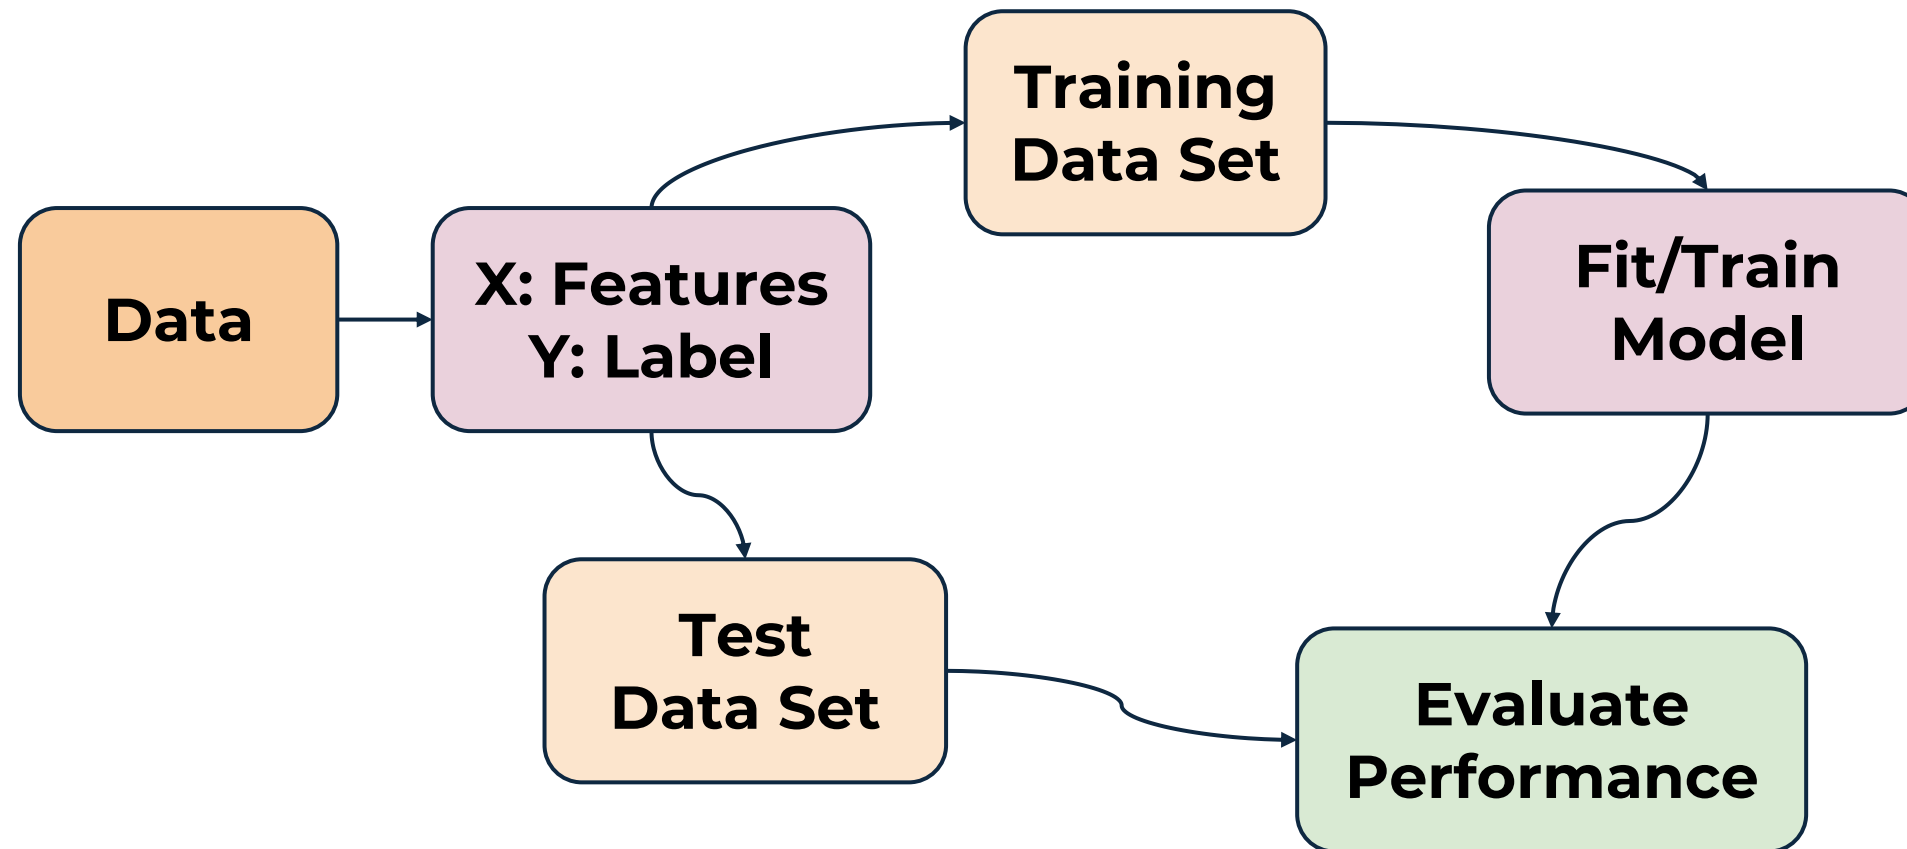 Data
X: Features
Y: Label
Training
Data Set
Fit/Train
Model
Test
Data Set
Evaluate
Performance